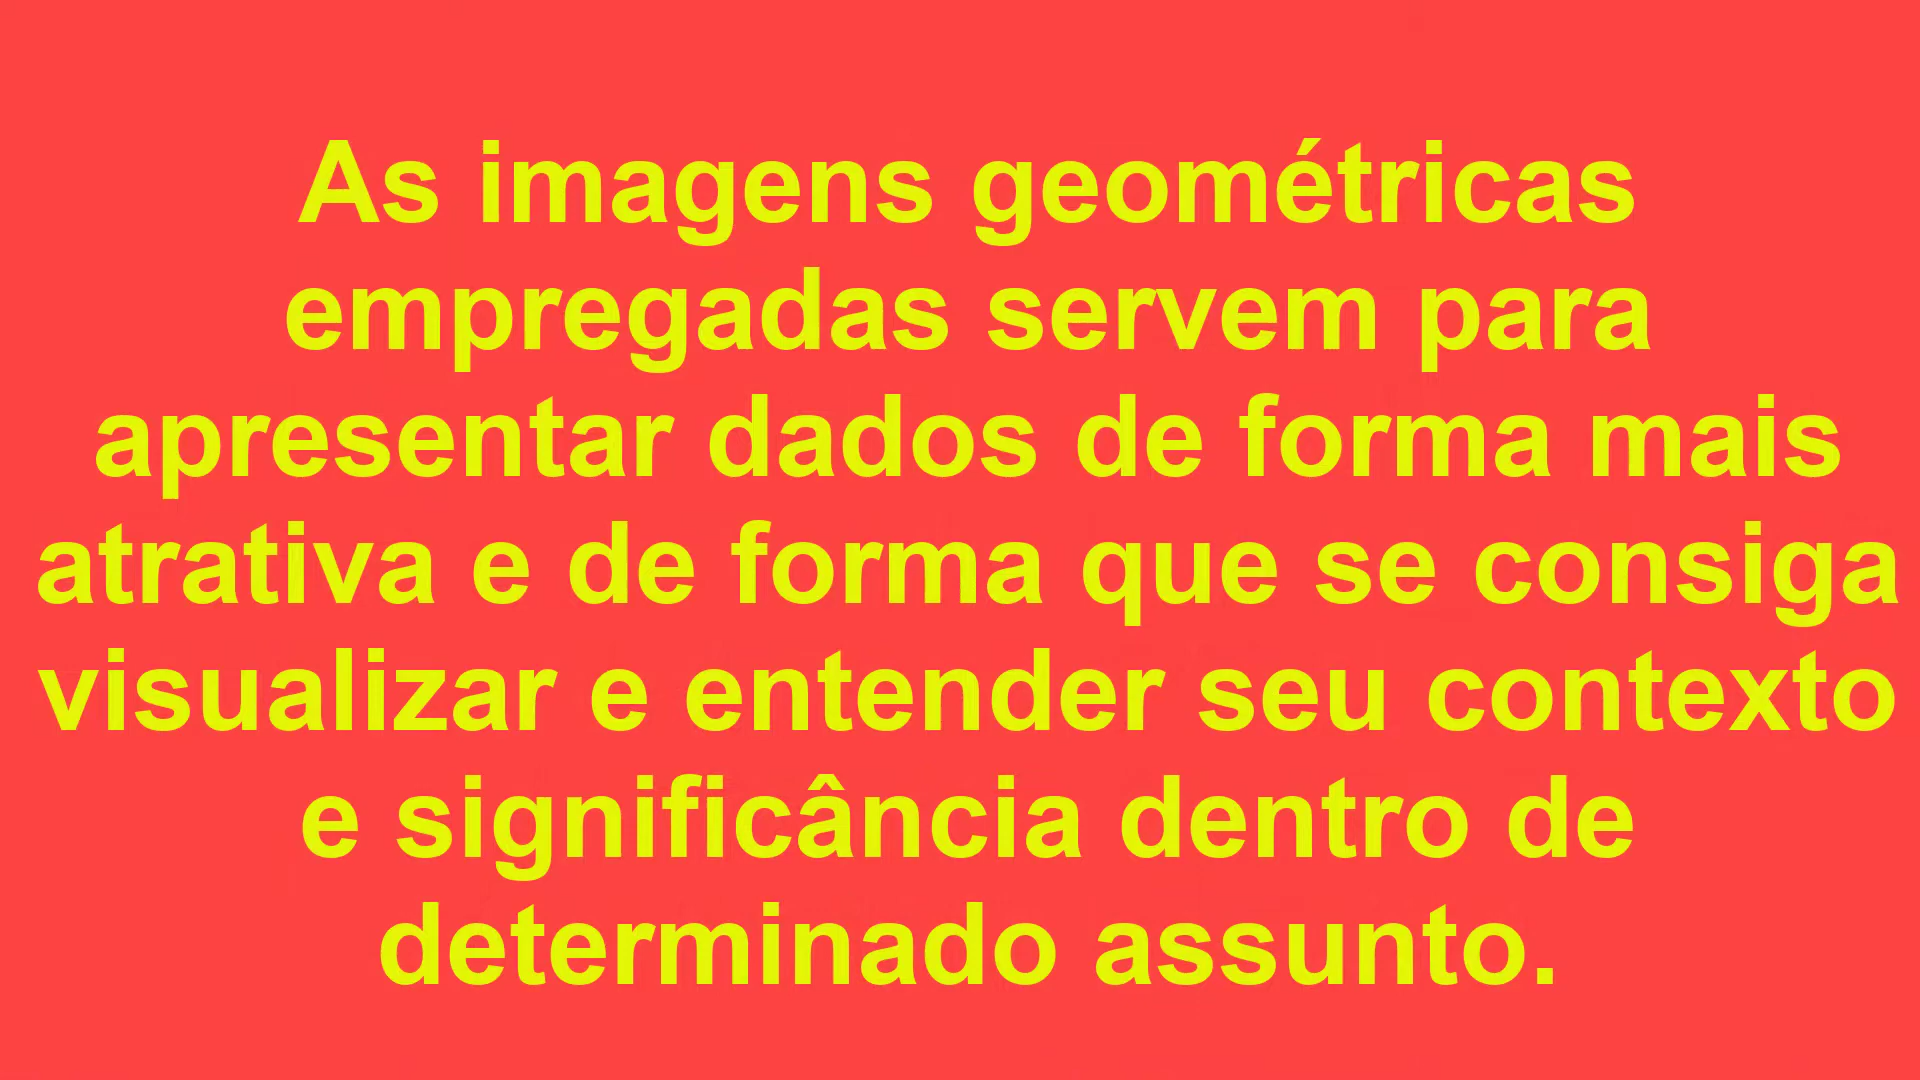 As imagens geométricas
empregadas servem para
apresentar dados de forma mais
atrativa e de forma que se consiga
visualizar e entender seu contexto
e significância dentro de
determinado assunto.